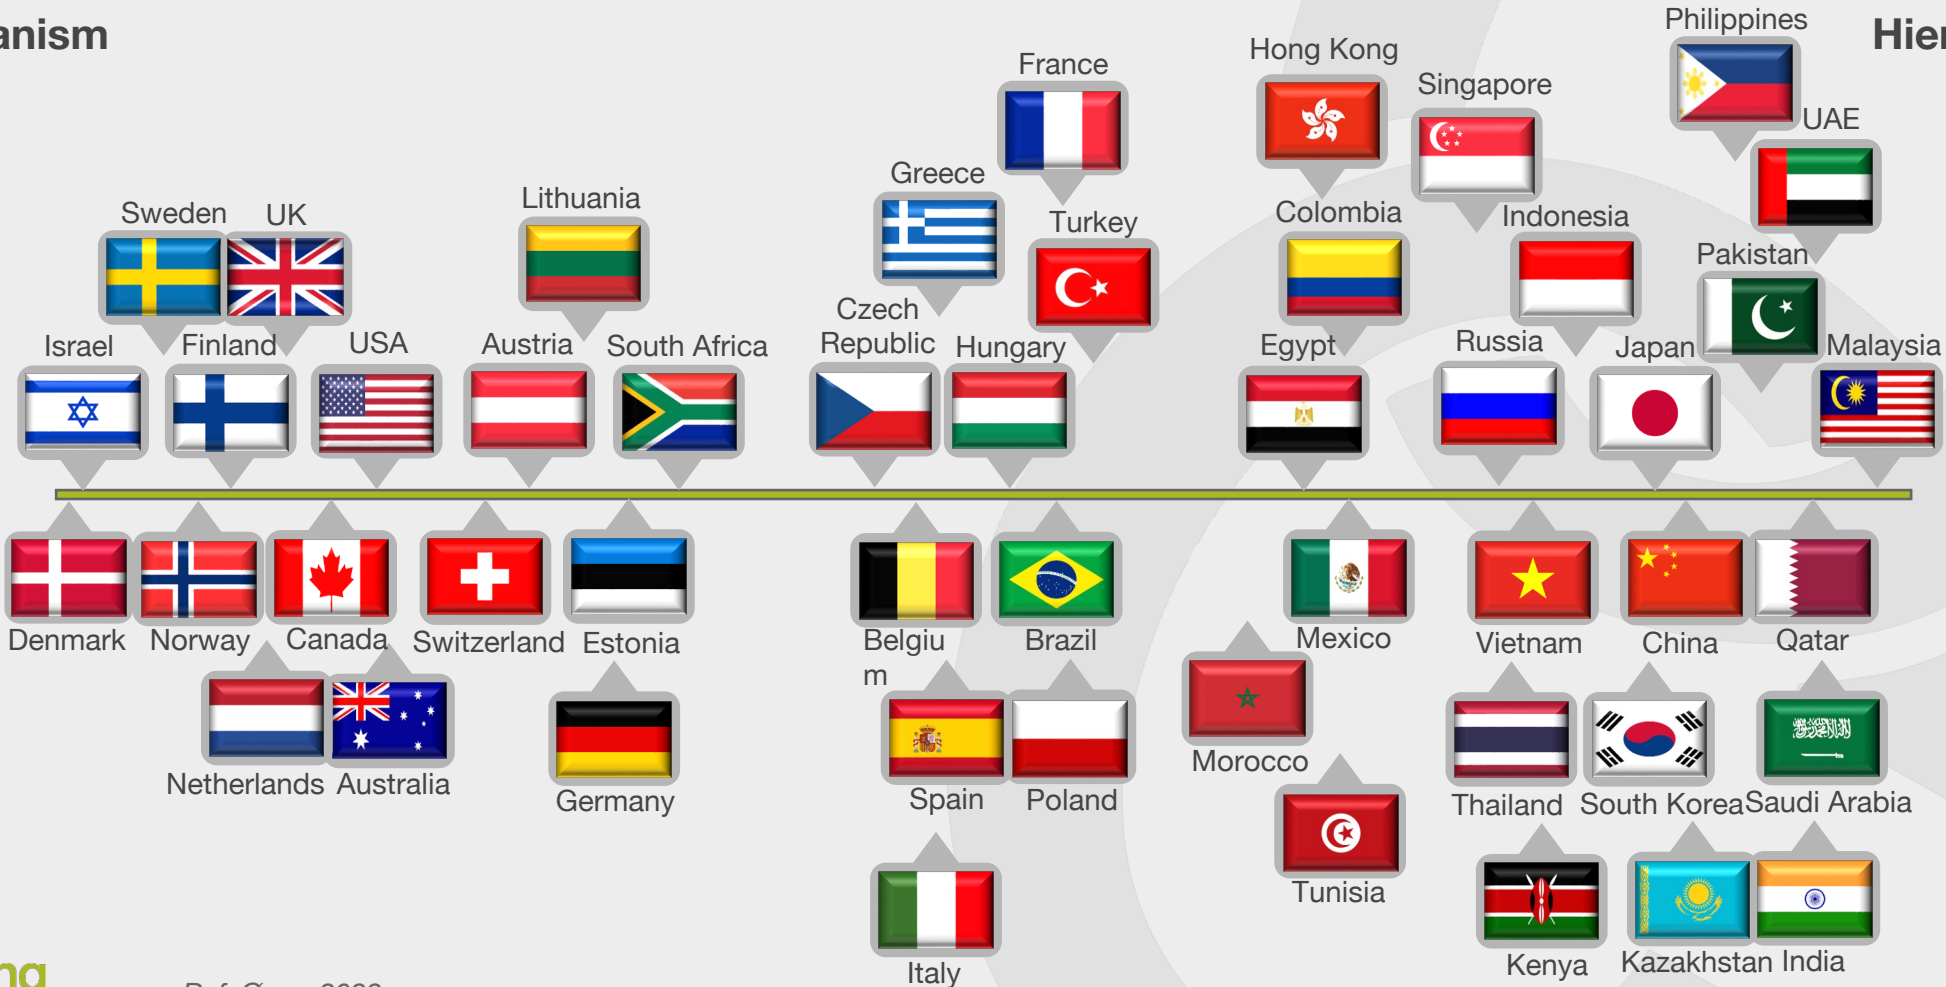 anism
Hier
Philippines
Hong Kong
France
Singapore
UAE
Greece
Lithuania
Sweden
UK
Colombia
Indonesia
Turkey
Pakistan
Czech
Republic
Israel
Finland
USA
Austria
South Africa
Hungary
Egypt
Russia
Japan
Malaysia
Denmark
Norway
Canada
Switzerland
Estonia
Belgiu
m
Brazil
Mexico
Vietnam
China
Qatar
Morocco
Netherlands
Australia
Germany
Spain
Poland
Thailand
South Korea
Saudi Arabia
Tunisia
Kenya
Kazakhstan
India
Italy
ng